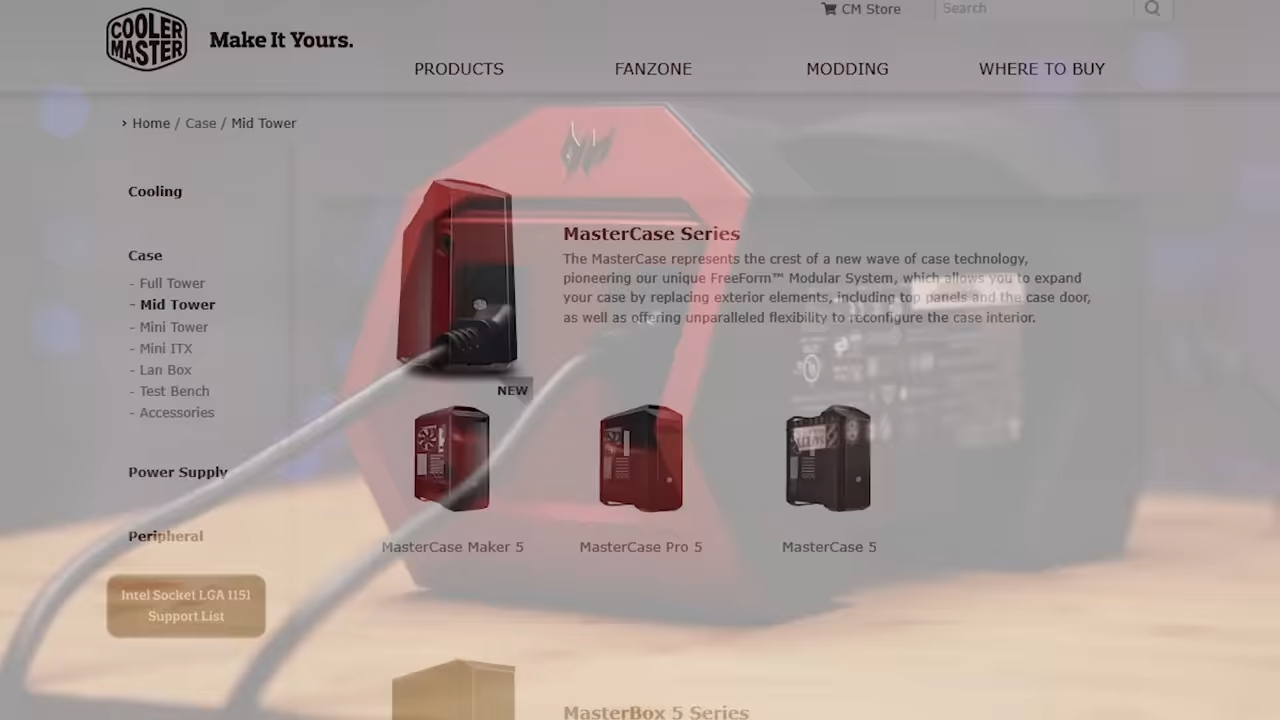 CM Store
Search
COOLER
MASTER
Make It Yours.
PRODUCTS
FANZONE
MODDING
WHERE TO BUY
› Home / Case / Mid Tower
Cooling
Case
- Full Tower
- Mid Tower
- Mini Tower
- Mini ITX
- Lan Box
- Test Bench
- Accessories
Power Supply
Peripheral
Intel Socket LGA 1151
Support List
MasterCase Series
The MasterCase represents the crest of a new wave of case technology,
pioneering our unique FreeForm™ Modular System, which allows you to expand
your case by replacing exterior elements, including top panels and the case door,
as well as offering unparalleled flexibility to reconfigure the case interior.
NEW
MasterCase Maker 5
MasterCase Pro 5
MasterCase 5
MasterBox 5 Series